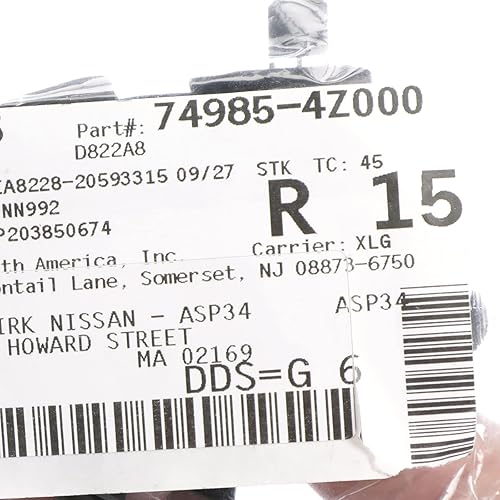 Part#: 74985-4Z000
D822A8
A8228-20593315 09/27 STK TC: 45
NN992 R 15
P203850674
th America, Inc. Carrier: XLG
ontail Lane, Somerset, NJ 08873-6750
IRK NISSAN - ASP34 ASP34
HOWARD STREET
MA 02169
DDS=G 6